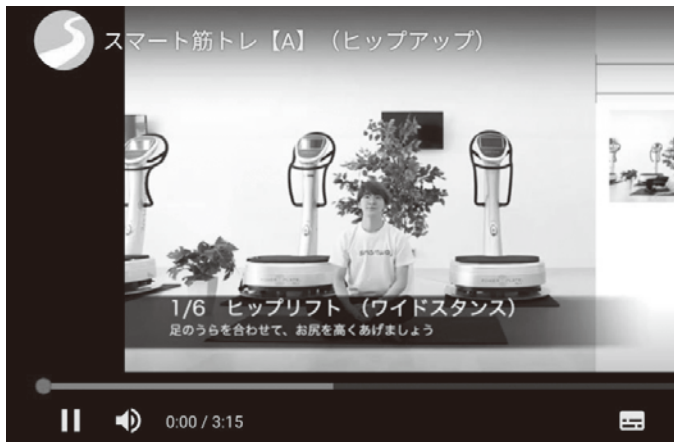 スマート筋トレ【A】（ヒップアップ）
1/6 ヒップリフト （ワイドスタンス）
足のうらを合わせて、お尻を高くあげましょう
0:00 / 3:15